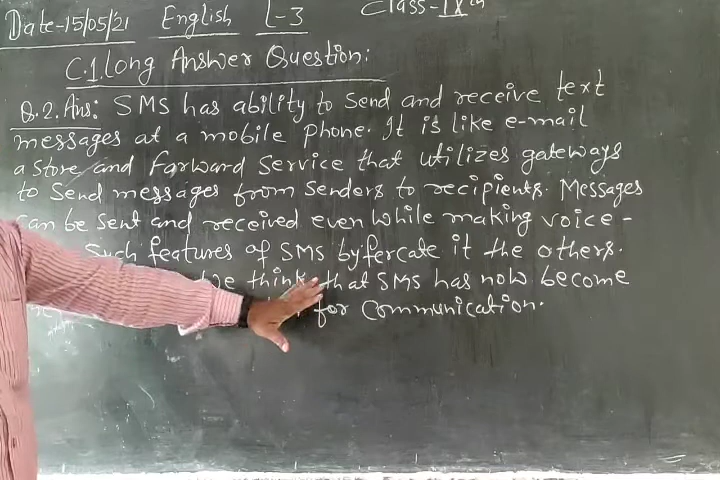 Date-15/05/21 English L-3 Class-IXth
C.1. Long Answer Question:
Q.2. Ans: SMS has ability to send and receive text
messages at a mobile phone. It is like e-mail
a store and forward service that utilizes gateways
to send messages from senders to recipients. Messages
can be sent and received even while making voice -
Such features of SMS byfercate it the others.
we think that SMS has now become
for communication.